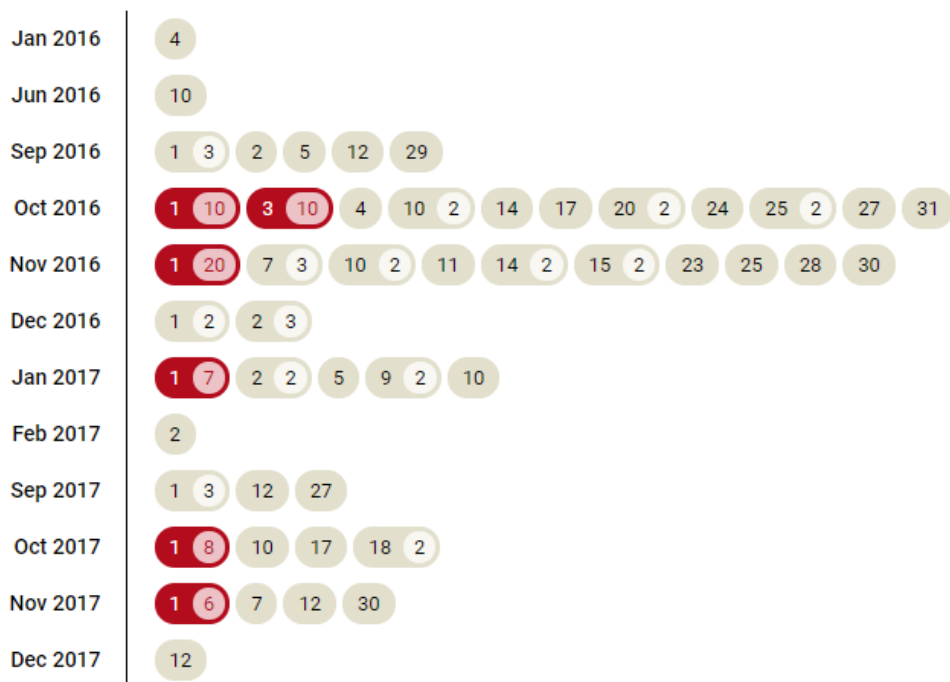 Jan 2016 4
Jun 2016 10
Sep 2016 1 3 2 5 12 29
Oct 2016 1 10 3 10 4 10 2 14 17 20 2 24 25 2 27 31
Nov 2016 1 20 7 3 10 2 11 14 2 15 2 23 25 28 30
Dec 2016 1 2 2 3
Jan 2017 1 7 2 2 5 9 2 10
Feb 2017 2
Sep 2017 1 3 12 27
Oct 2017 1 8 10 17 18 2
Nov 2017 1 6 7 12 30
Dec 2017 12